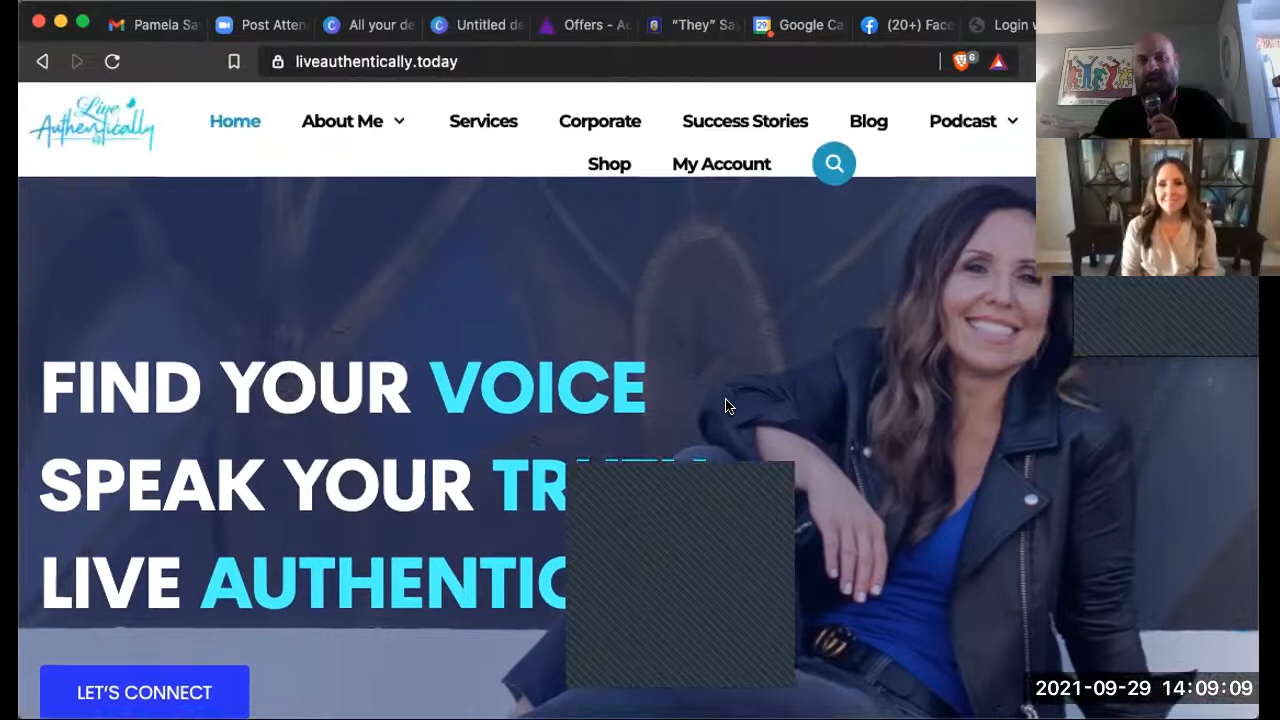 Pamela Sa
Post Atten
All your de
Untitled de
Offers - Ac
“They” Sa
Google Ca
(20+) Face
Login w
liveauthentically.today
6
Live
Authentically
Home
About Me
Services
Corporate
Success Stories
Blog
Podcast
Shop
My Account
FIND YOUR VOICE
SPEAK YOUR TR
LIVE AUTHENTIC
LET'S CONNECT
2021-09-29 14:09:09